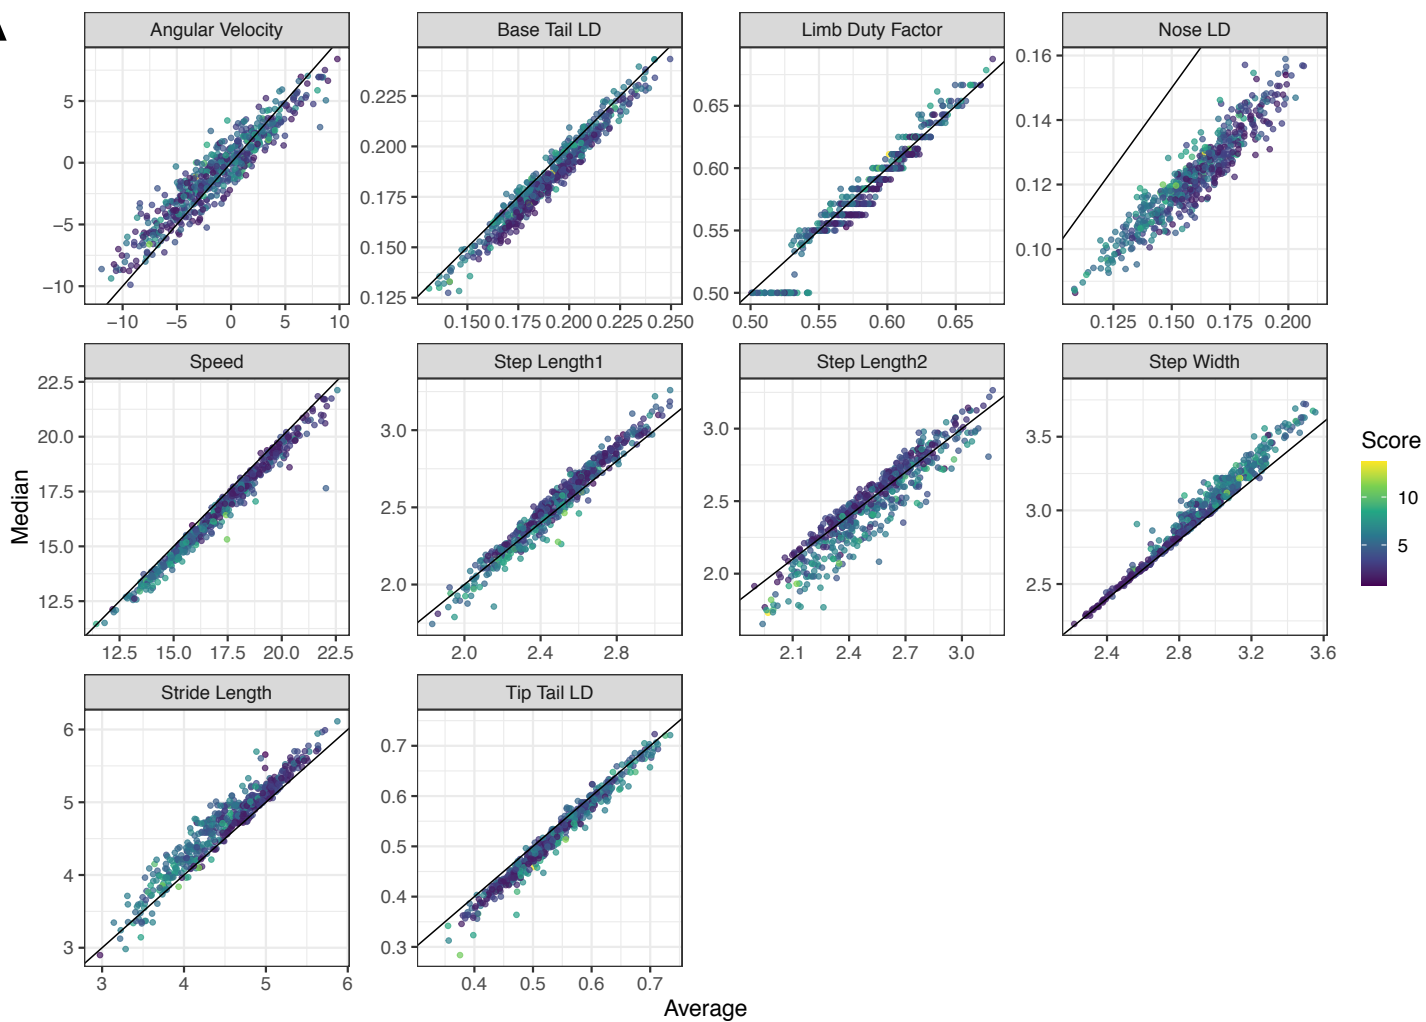 Angular Velocity
Base Tail LD
Limb Duty Factor
Nose LD
5
0
−5
−10
−10 −5 0 5 10
0.225
0.200
0.175
0.150
0.125
0.150 0.175 0.200 0.225 0.250
0.65
0.60
0.55
0.50
0.50 0.55 0.60 0.65
0.16
0.14
0.12
0.10
0.125 0.150 0.175 0.200
Speed
Step Length1
Step Length2
Step Width
22.5
20.0
17.5
15.0
12.5
12.5 15.0 17.5 20.0 22.5
3.0
2.5
2.0
2.0 2.4 2.8
3.0
2.5
2.0
2.1 2.4 2.7 3.0
3.5
3.0
2.5
2.4 2.8 3.2 3.6
Median
Score
10
5
Stride Length
Tip Tail LD
6
5
4
3
3 4 5 6
0.7
0.6
0.5
0.4
0.3
0.4 0.5 0.6 0.7
Average